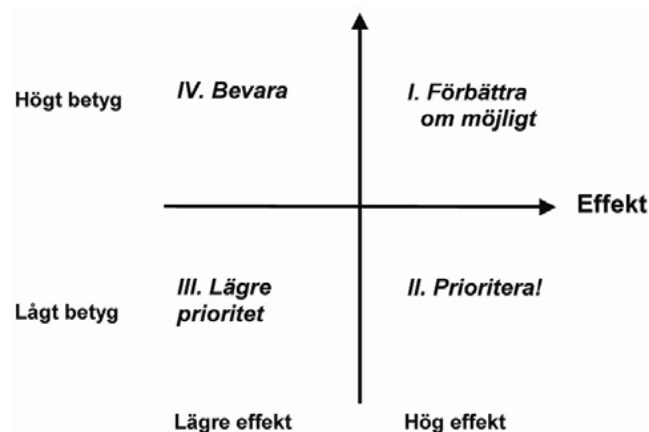 Högt betyg
IV. Bevara
I. Förbättra
om möjligt
Effekt
Lågt betyg
III. Lägre
prioritet
II. Prioritera!
Lägre effekt
Hög effekt